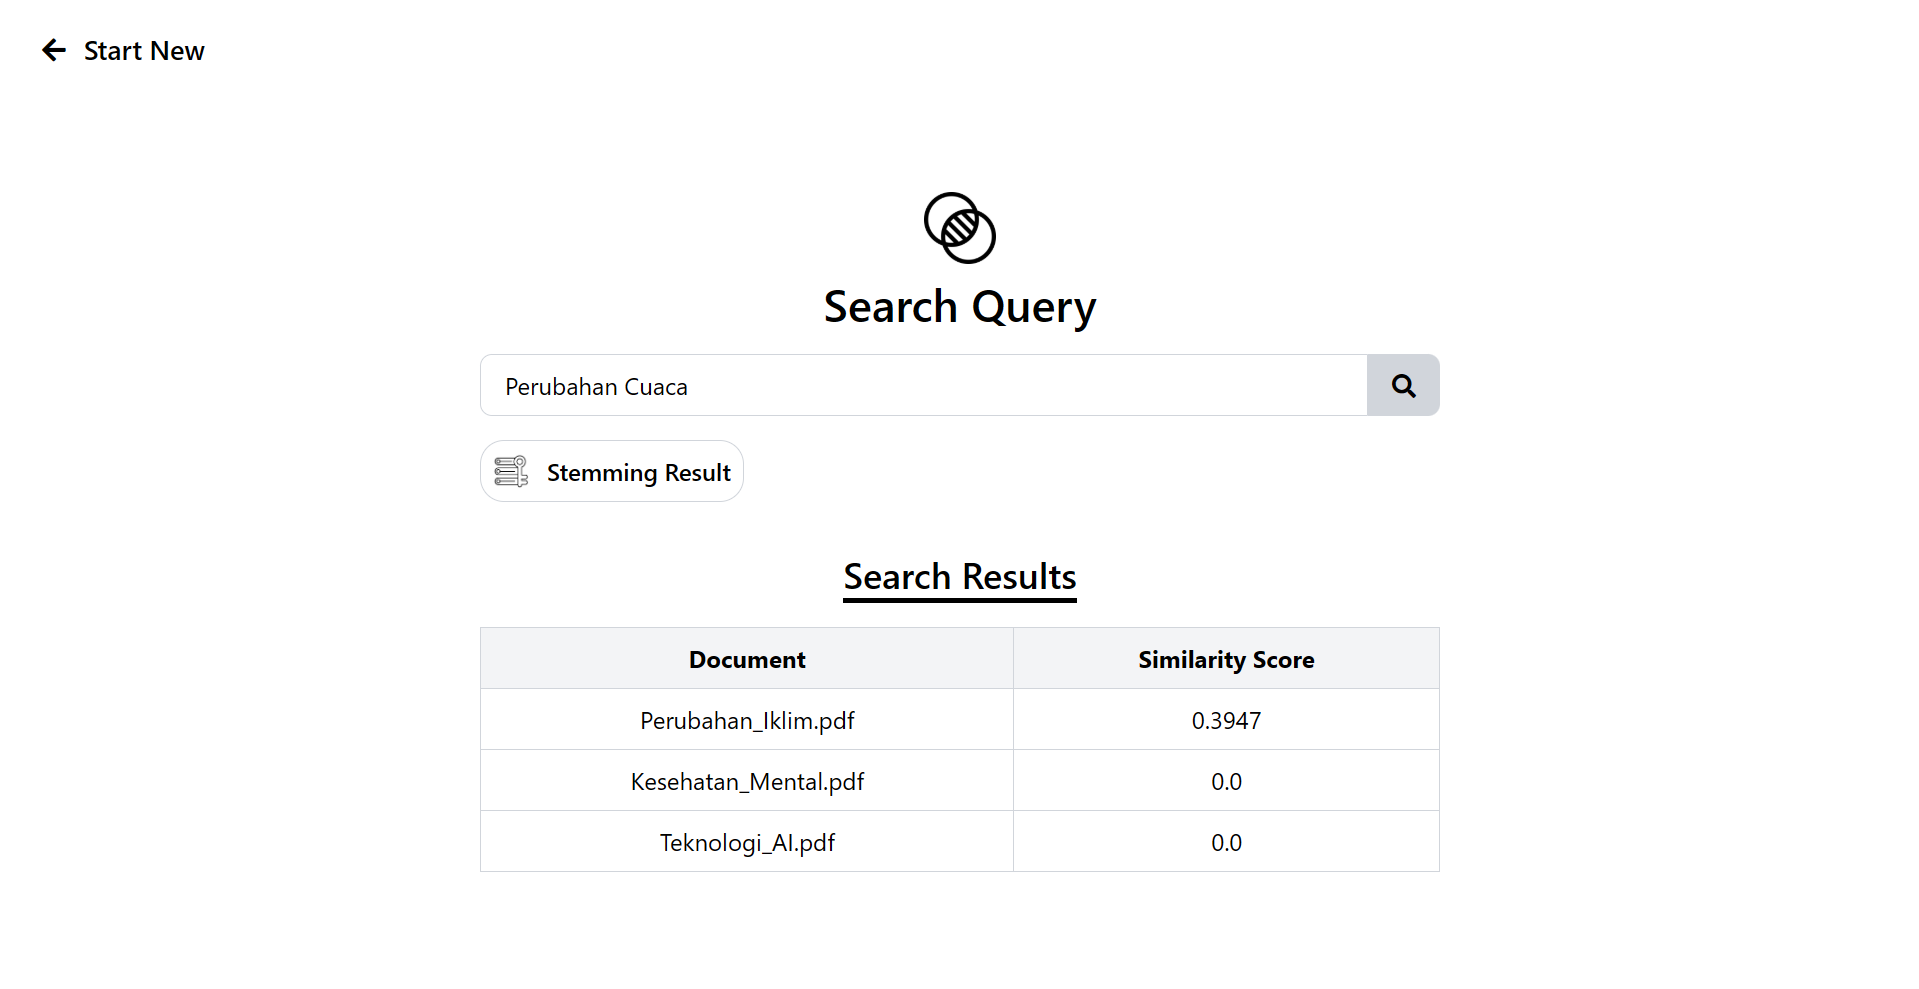 Start New
Search Query
Perubahan Cuaca
Stemming Result
Search Results
Document Similarity Score
Perubahan_Iklim.pdf 0.3947
Kesehatan_Mental.pdf 0.0
Teknologi_AI.pdf 0.0